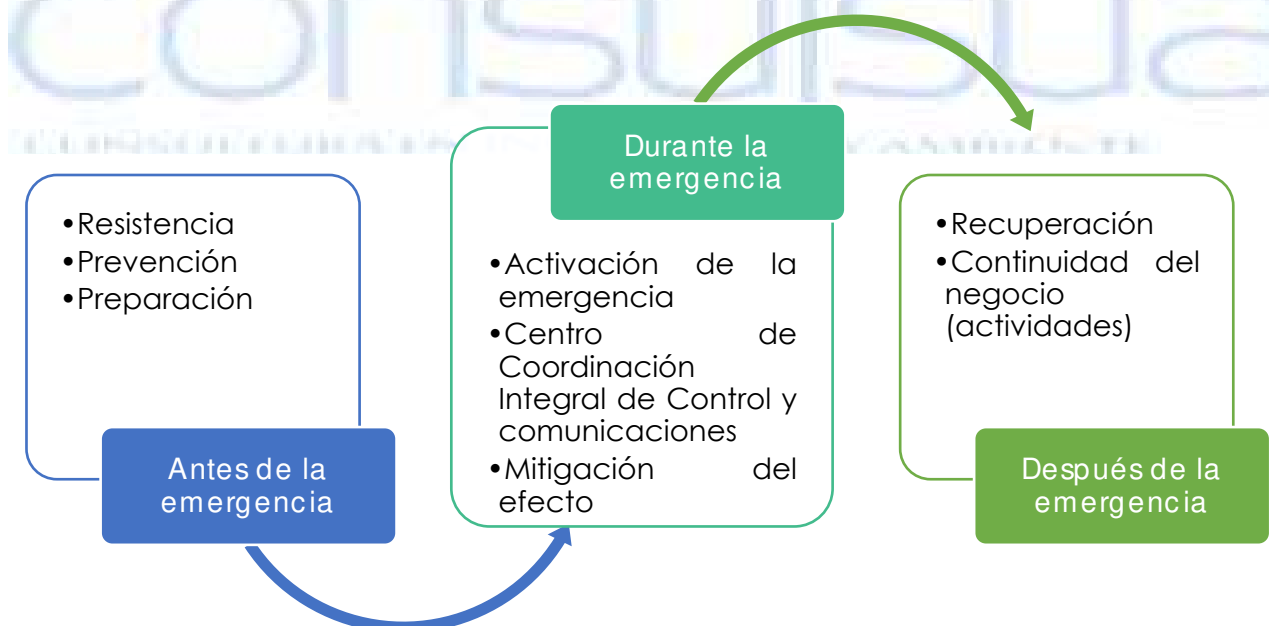 •Resistencia
•Prevención
•Preparación
Antes de la
emergencia
Durante la
emergencia
•Activación de la
emergencia
•Centro de
Coordinación
Integral de Control y
comunicaciones
•Mitigación del
efecto
•Recuperación
•Continuidad del
negocio
(actividades)
Después de la
emergencia